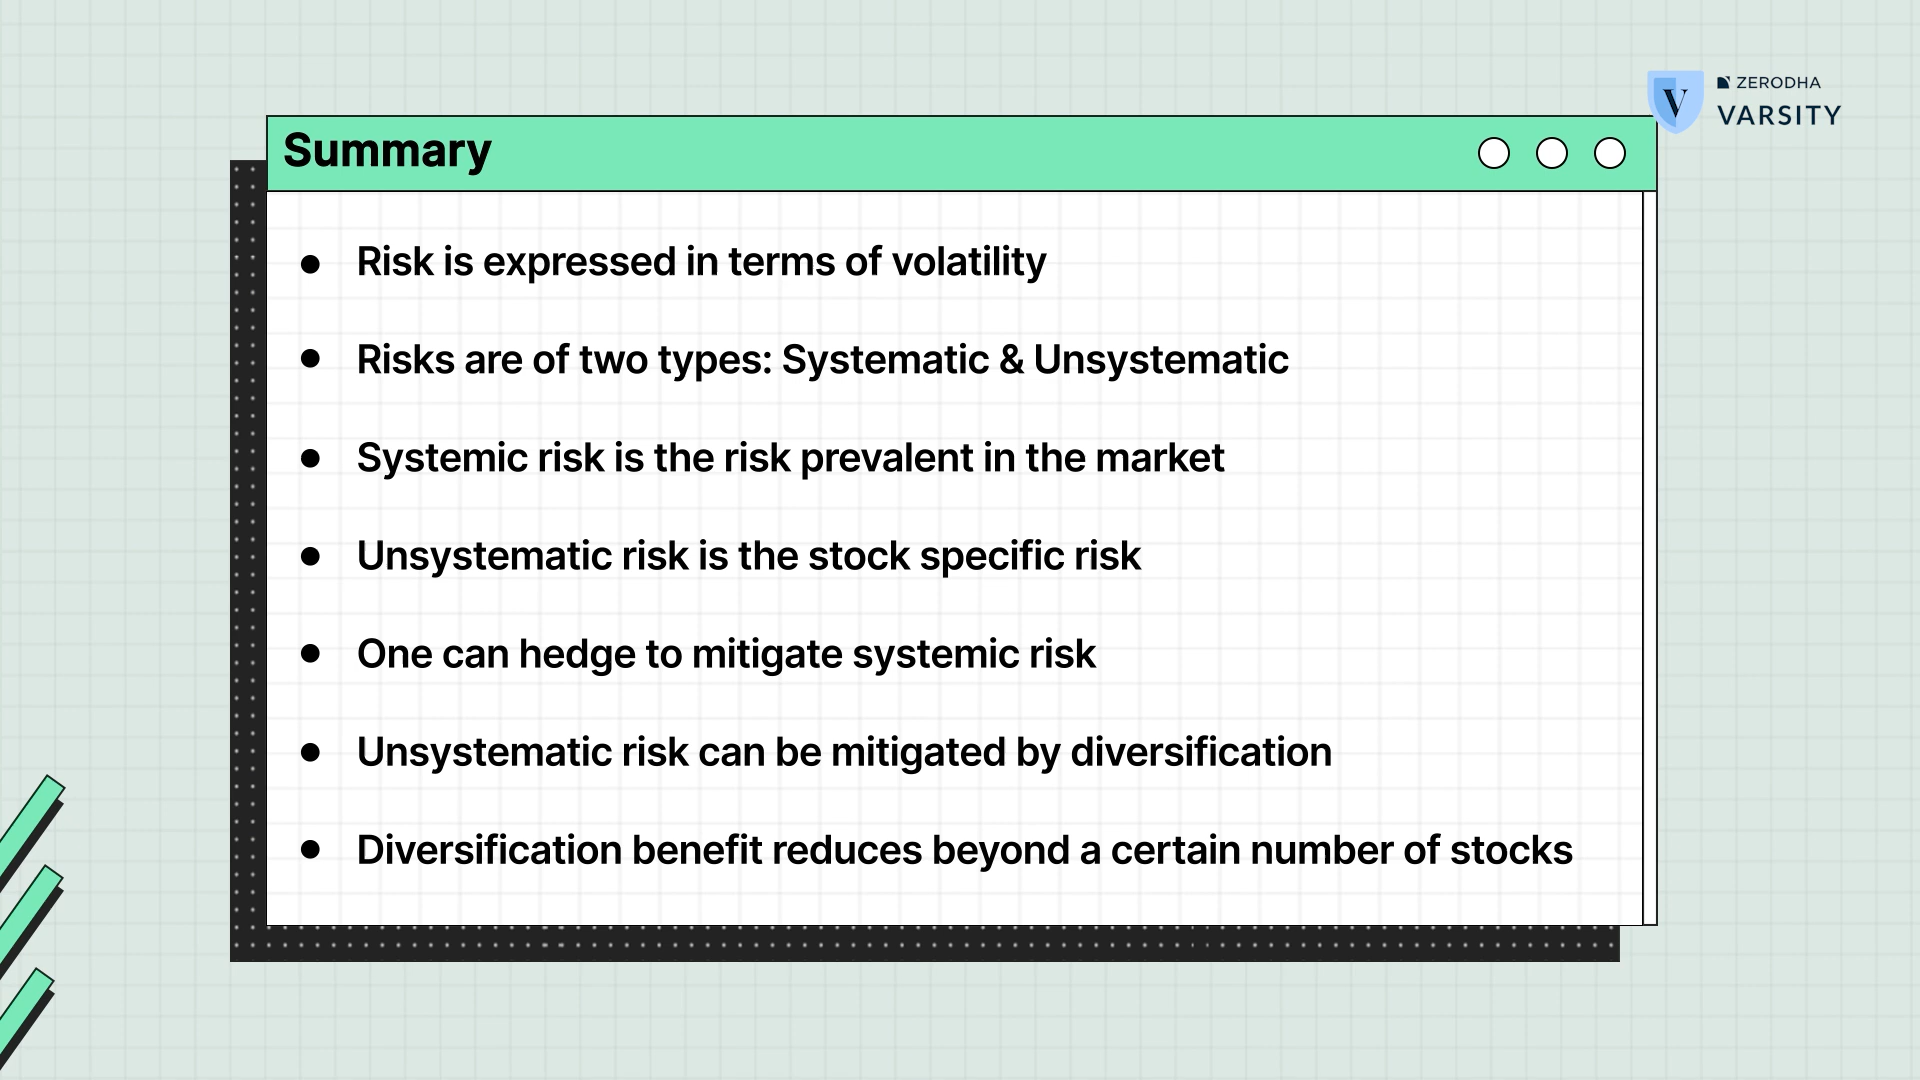 ZERODHA
VARSITY
Summary
● Risk is expressed in terms of volatility
● Risks are of two types: Systematic & Unsystematic
● Systemic risk is the risk prevalent in the market
● Unsystematic risk is the stock specific risk
● One can hedge to mitigate systemic risk
● Unsystematic risk can be mitigated by diversification
● Diversification benefit reduces beyond a certain number of stocks